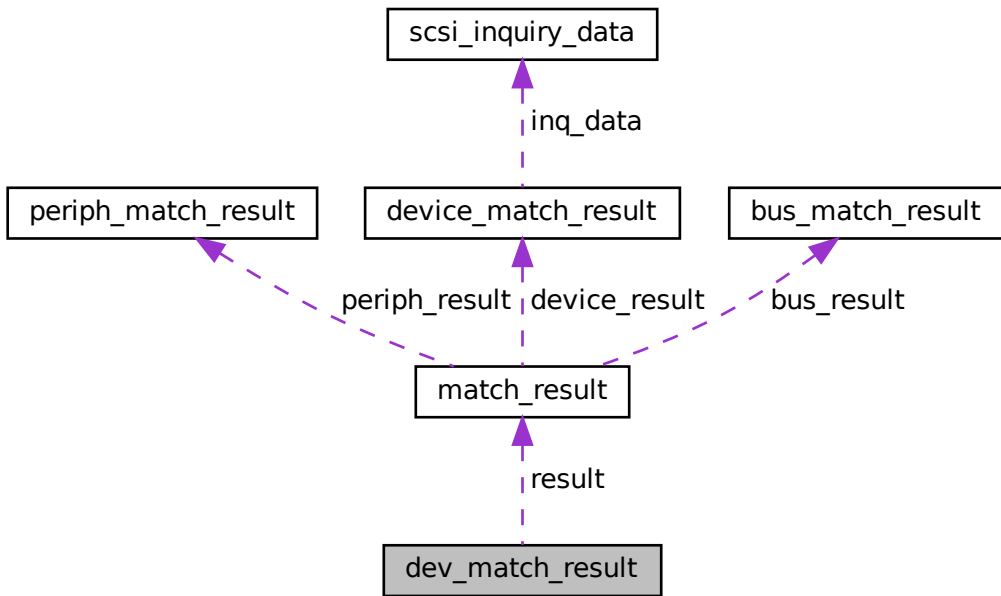 scsi_inquiry_data
inq_data
periph_match_result
device_match_result
bus_match_result
periph_result
device_result
bus_result
match_result
result
dev_match_result